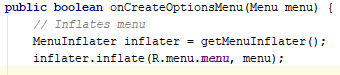 public boolean onCreateOptionsMenu(Menu menu) {
// Inflates menu
MenuInflater inflater = getMenuInflater();
inflater.inflate(R.menu.menu, menu);